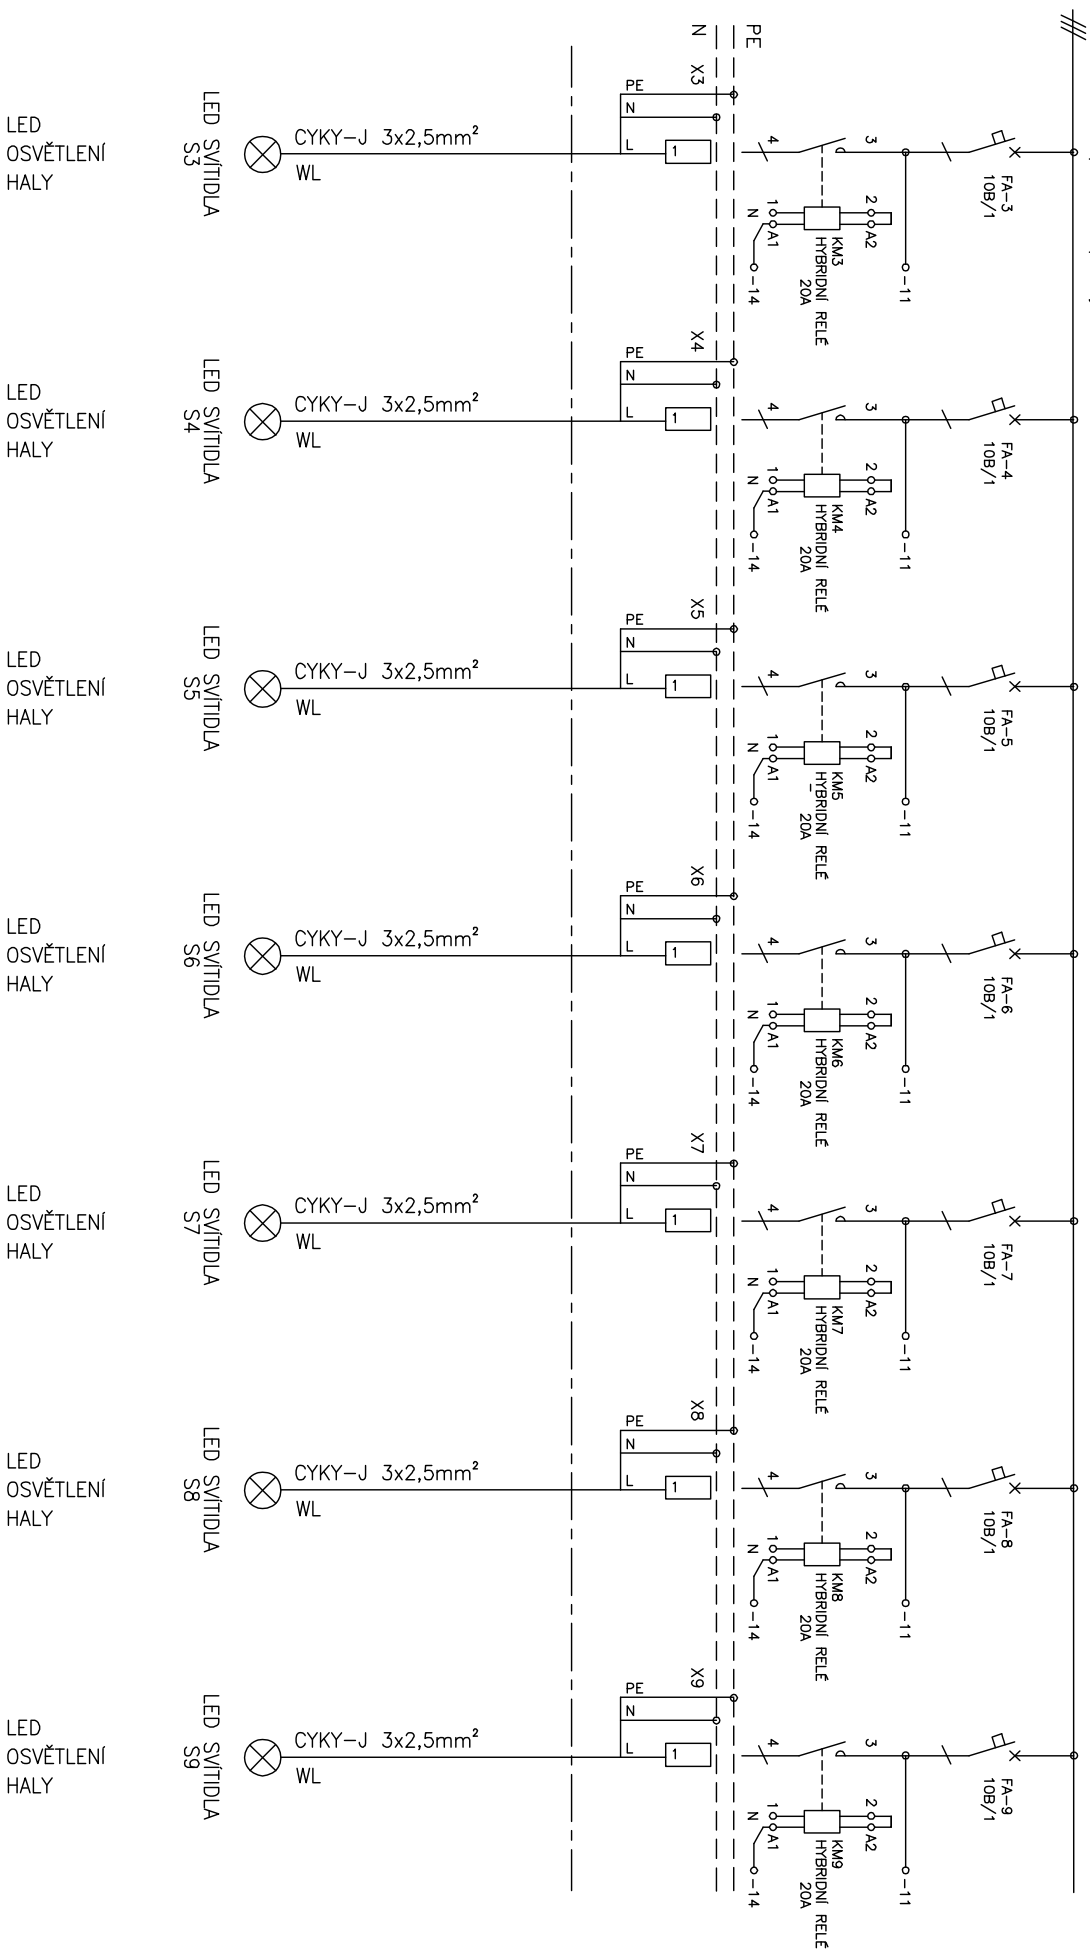 N
PE
X3
PE
N
L
1
4
3
FA-3
10B/1
2
A2
1
A1
N
KM3
HYBRIDNÍ RELÉ
20A
-14
-11
CYKY-J 3x2,5mm²
WL
LED SVÍTIDLA
S3
LED
OSVĚTLENÍ
HALY
X4
PE
N
L
1
4
3
FA-4
10B/1
2
A2
1
A1
N
KM4
HYBRIDNÍ RELÉ
20A
-14
-11
CYKY-J 3x2,5mm²
WL
LED SVÍTIDLA
S4
LED
OSVĚTLENÍ
HALY
X5
PE
N
L
1
4
3
FA-5
10B/1
2
A2
1
A1
N
KM5
HYBRIDNÍ RELÉ
20A
-14
-11
CYKY-J 3x2,5mm²
WL
LED SVÍTIDLA
S5
LED
OSVĚTLENÍ
HALY
X6
PE
N
L
1
4
3
FA-6
10B/1
2
A2
1
A1
N
KM6
HYBRIDNÍ RELÉ
20A
-14
-11
CYKY-J 3x2,5mm²
WL
LED SVÍTIDLA
S6
LED
OSVĚTLENÍ
HALY
X7
PE
N
L
1
4
3
FA-7
10B/1
2
A2
1
A1
N
KM7
HYBRIDNÍ RELÉ
20A
-14
-11
CYKY-J 3x2,5mm²
WL
LED SVÍTIDLA
S7
LED
OSVĚTLENÍ
HALY
X8
PE
N
L
1
4
3
FA-8
10B/1
2
A2
1
A1
N
KM8
HYBRIDNÍ RELÉ
20A
-14
-11
CYKY-J 3x2,5mm²
WL
LED SVÍTIDLA
S8
LED
OSVĚTLENÍ
HALY
X9
PE
N
L
1
4
3
FA-9
10B/1
2
A2
1
A1
N
KM9
HYBRIDNÍ RELÉ
20A
-14
-11
CYKY-J 3x2,5mm²
WL
LED SVÍTIDLA
S9
LED
OSVĚTLENÍ
HALY